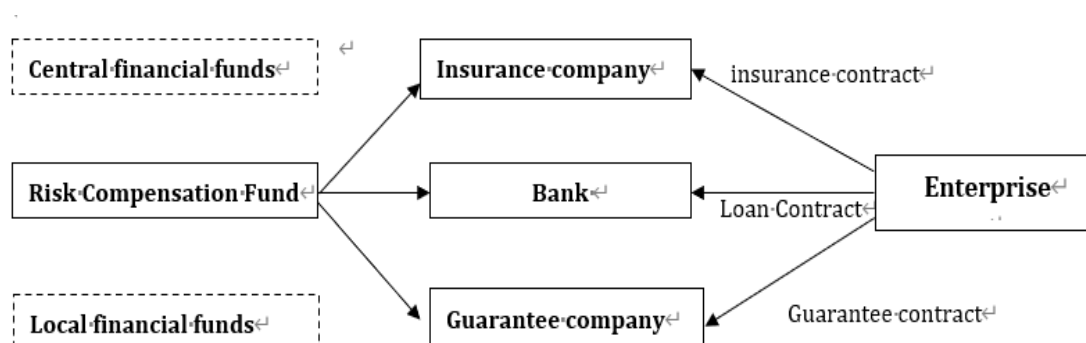 Central financial funds
Insurance company
insurance contract
Risk Compensation Fund
Bank
Enterprise
Loan Contract
Local financial funds
Guarantee company
Guarantee contract